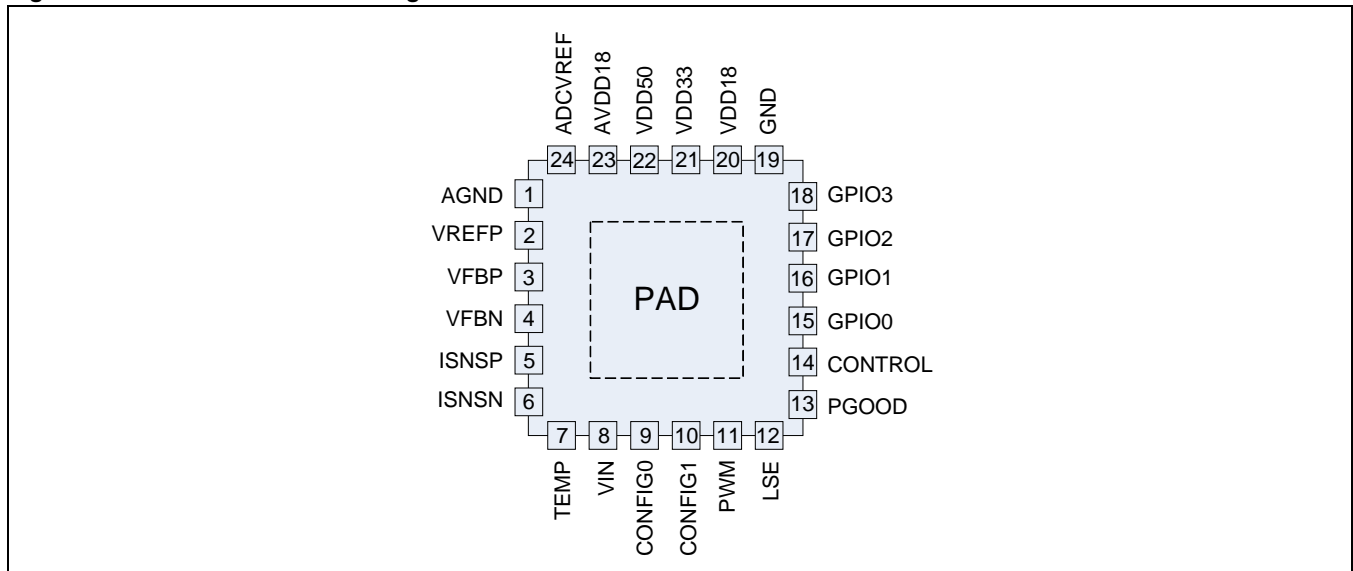 ADCVREF
AVDD18
VDD50
VDD33
VDD18
GND
24 23 22 21 20 19
AGND 1
VREFP 2
VFBP 3
VFBN 4
ISNSP 5
ISNSN 6
PAD
18 GPIO3
17 GPIO2
16 GPIO1
15 GPIO0
14 CONTROL
13 PGOOD
7 8 9 10 11 12
TEMP
VIN
CONFIG0
CONFIG1
PWM
LSE